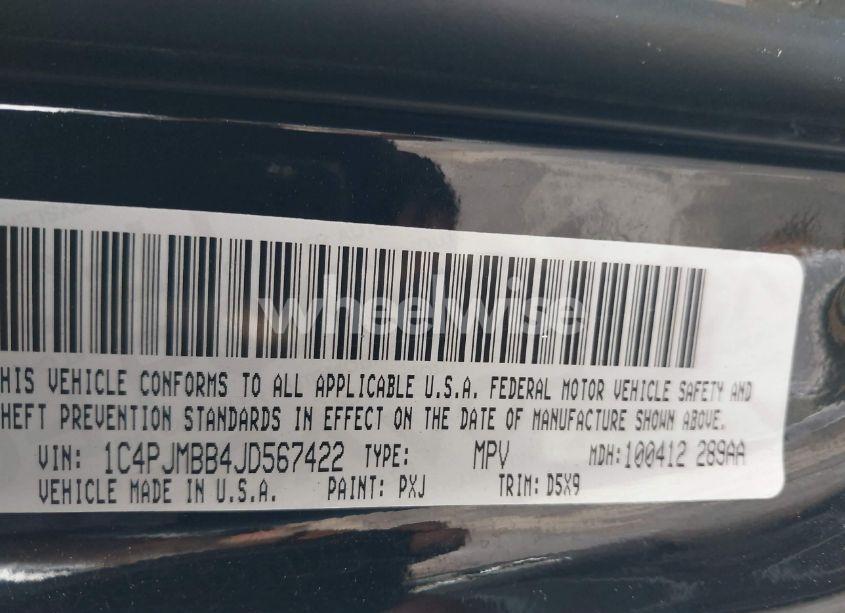 wheelwise
HIS VEHICLE CONFORMS TO ALL APPLICABLE U.S.A. FEDERAL MOTOR VEHICLE SAFETY AND
HEFT PREVENTION STANDARDS IN EFFECT ON THE DATE OF MANUFACTURE SHOWN ABOVE.
VIN: 1C4PJMBB4JD567422 TYPE: MPV MDH:100412 289AA
VEHICLE MADE IN U.S.A. PAINT: PXJ TRIM: D5X9